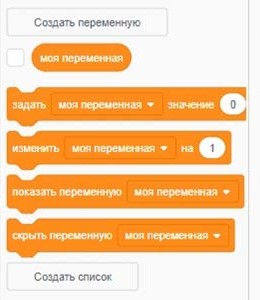 Создать переменную
моя переменная
задать моя переменная значение 0
изменить моя переменная на 1
показать переменную моя переменная
скрыть переменную моя переменная
Создать список